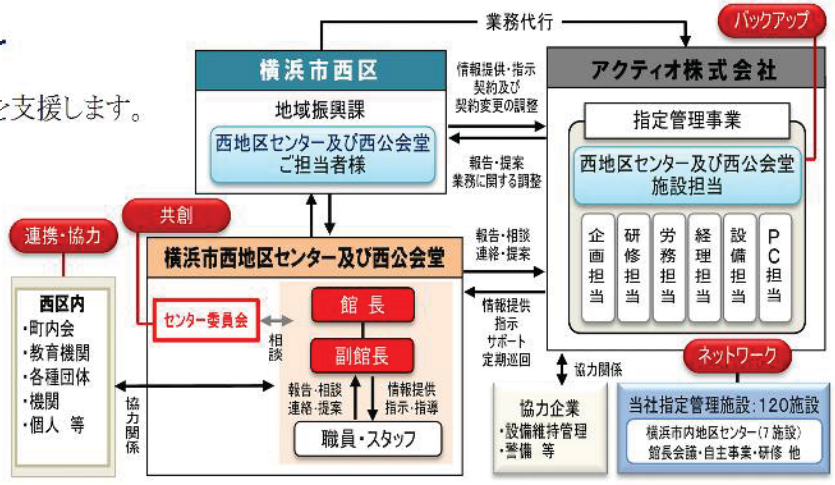 を支援します。
業務代行
バックアップ
横浜市西区
地域振興課
西地区センター及び西公会堂
ご担当者様
情報提供・指示
契約及び
契約変更の調整
報告・提案
業務に関する調整
アクティオ株式会社
指定管理事業
西地区センター及び西公会堂
施設担当
企画担当
研修担当
労務担当
経理担当
設備担当
PC担当
共創
連携・協力
横浜市西地区センター及び西公会堂
センター委員会
相談
館長
副館長
報告・相談
連絡・提案
情報提供
指示・指導
職員・スタッフ
報告・相談
連絡・提案
情報提供
指示
サポート
定期巡回
西区内
・町内会
・教育機関
・各種団体
・機関
・個人 等
協力関係
協力関係
協力企業
・設備維持管理
・警備 等
ネットワーク
当社指定管理施設:120施設
横浜市内地区センター(7施設)
館長会議・自主事業・研修 他